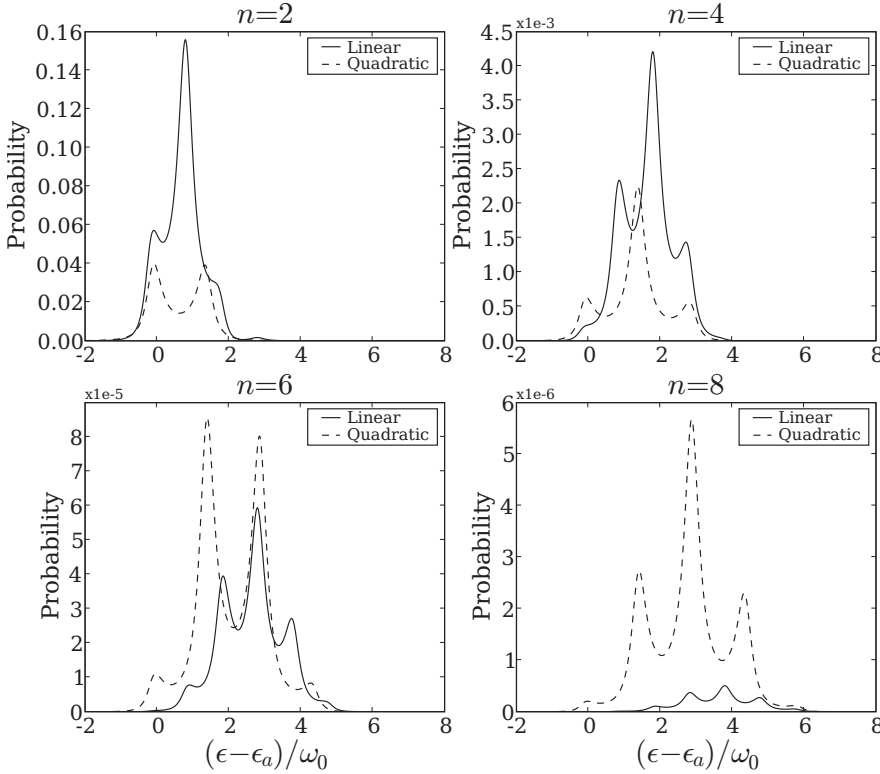 n=2
0.16
0.14
0.12
0.10
0.08
0.06
0.04
0.02
0.00
-2 0 2 4 6 8
Probability
Linear
Quadratic
n=4
x1e-3
4.5
4.0
3.5
3.0
2.5
2.0
1.5
1.0
0.5
0.0
-2 0 2 4 6 8
Probability
Linear
Quadratic
n=6
x1e-5
8
7
6
5
4
3
2
1
0
-2 0 2 4 6 8
Probability
(ϵ−ϵₐ)/ω₀
Linear
Quadratic
n=8
x1e-6
6
5
4
3
2
1
0
-2 0 2 4 6 8
Probability
(ϵ−ϵₐ)/ω₀
Linear
Quadratic